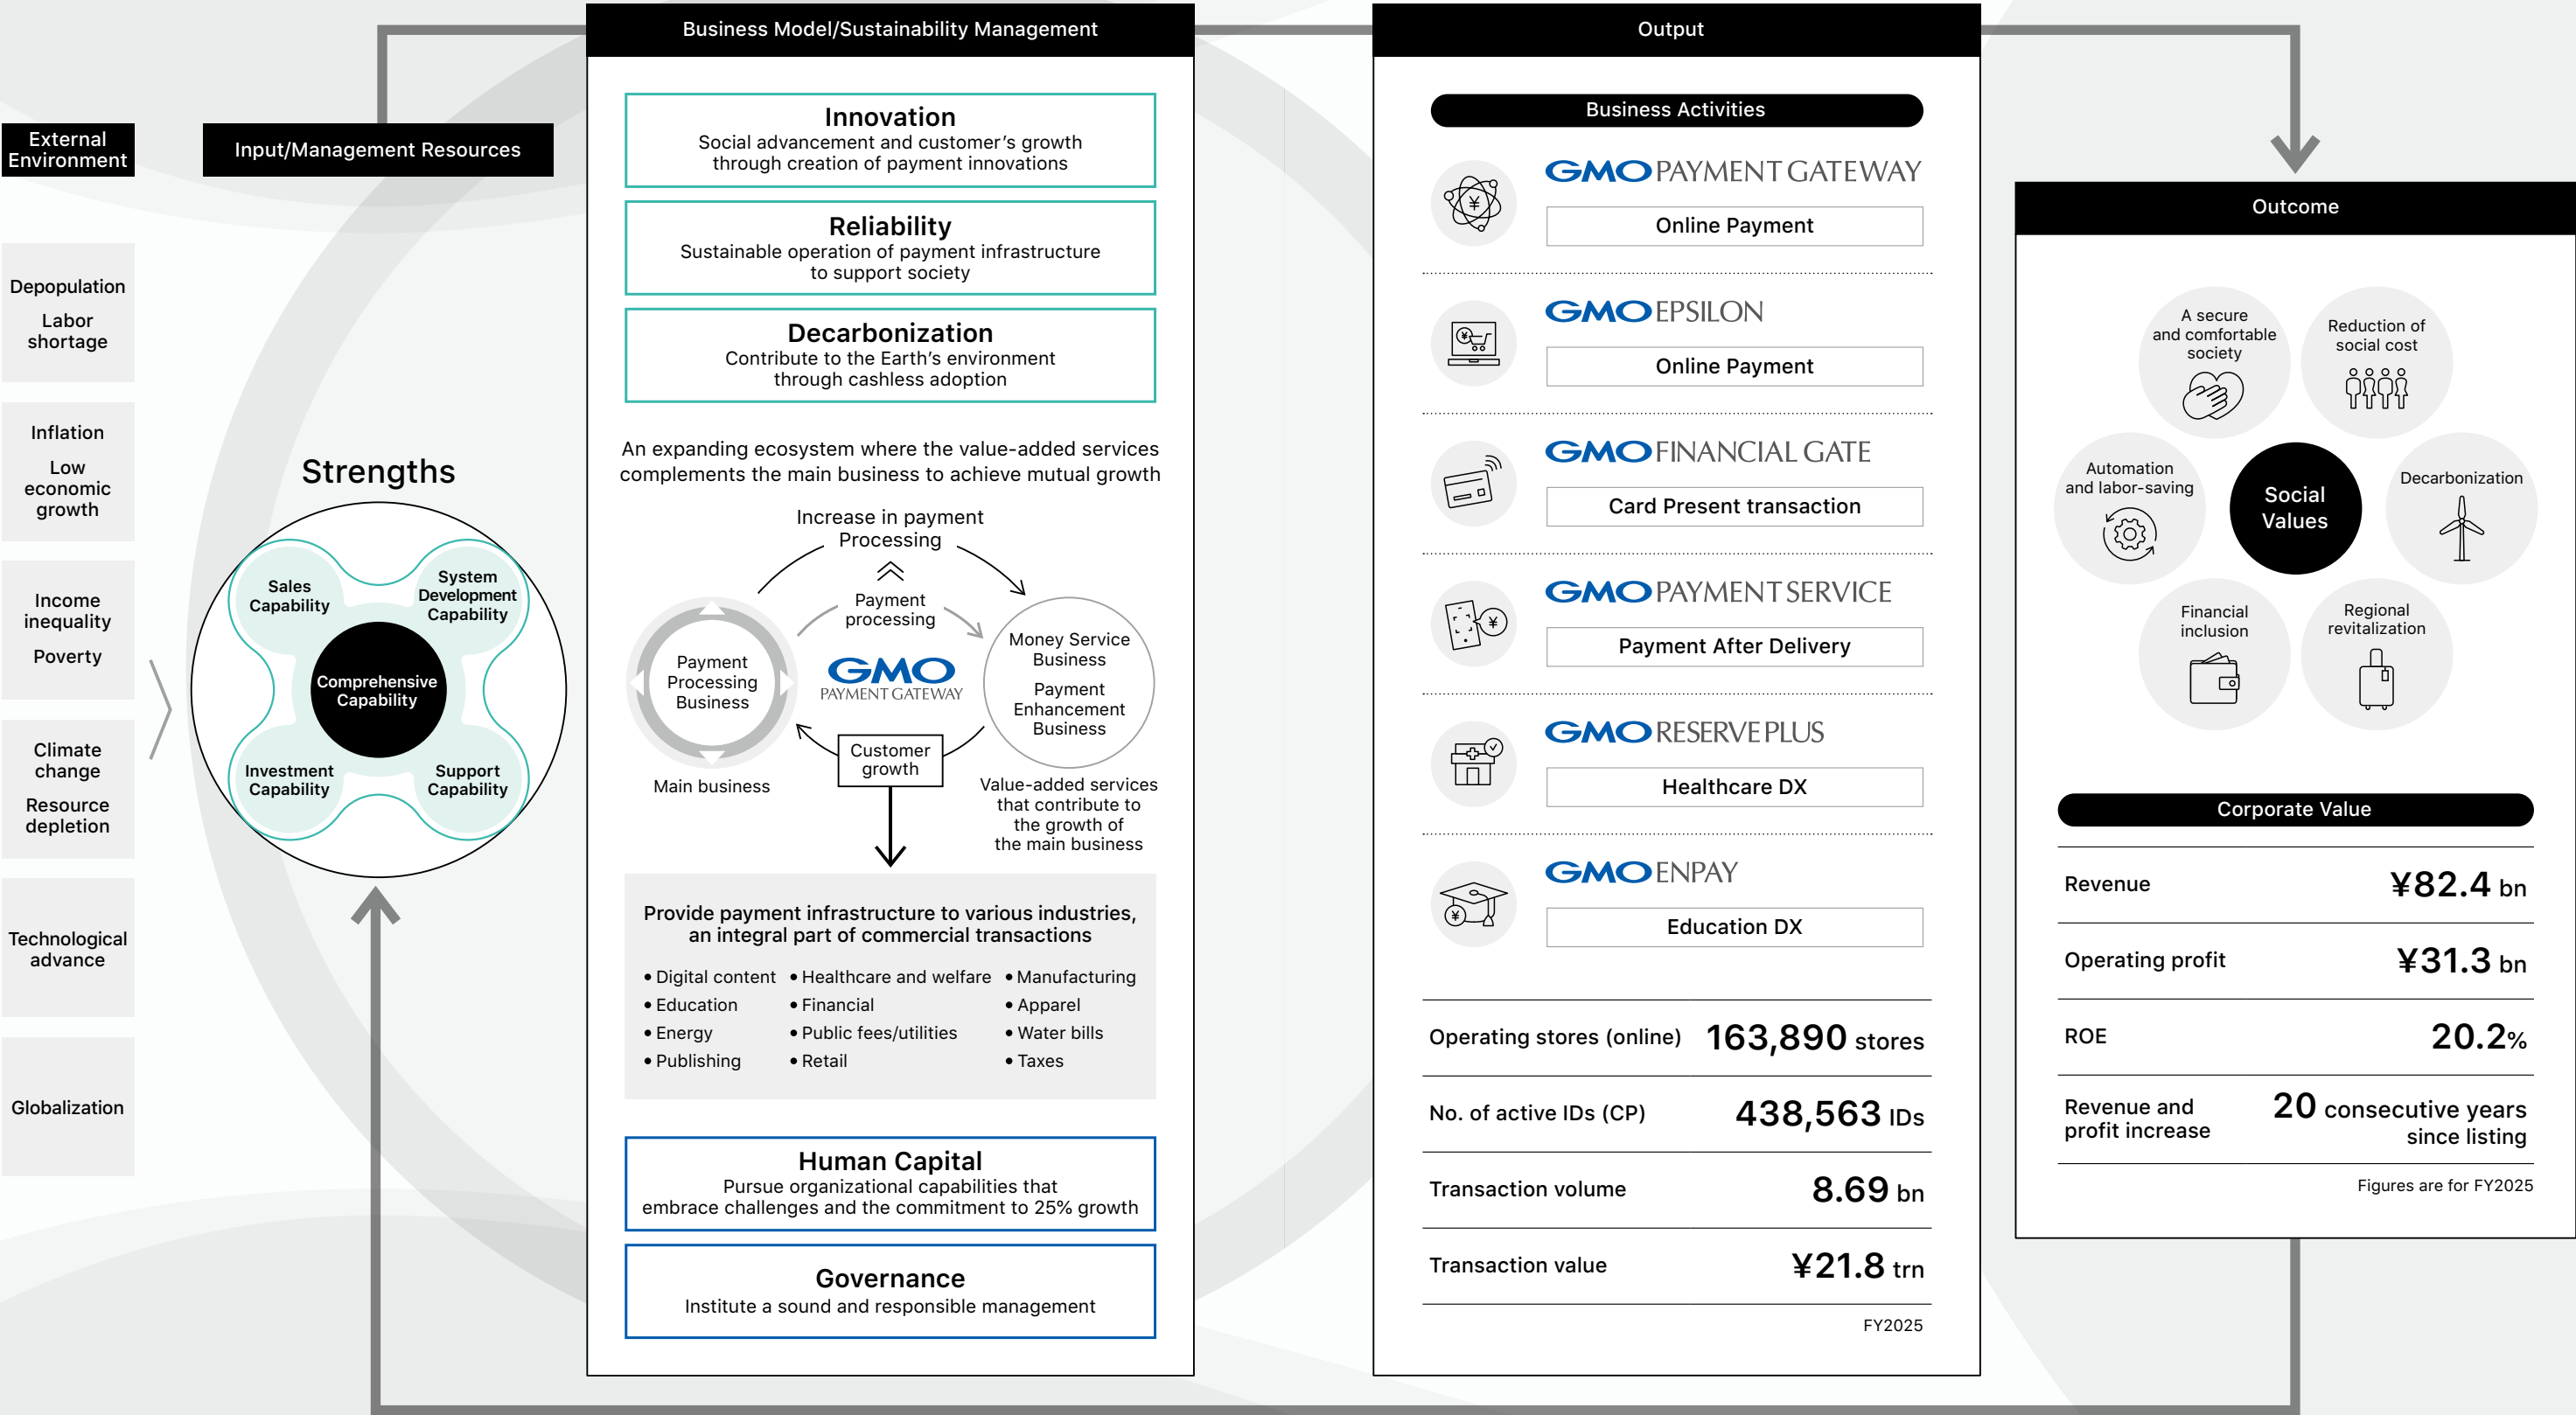 External
Environment
Depopulation
Labor
shortage
Inflation
Low
economic
growth
Income
inequality
Poverty
Climate
change
Resource
depletion
Technological
advance
Globalization
Input/Management Resources
Strengths
Sales
Capability
System
Development
Capability
Comprehensive
Capability
Investment
Capability
Support
Capability
Business Model/Sustainability Management
Innovation
Social advancement and customer’s growth
through creation of payment innovations
Reliability
Sustainable operation of payment infrastructure
to support society
Decarbonization
Contribute to the Earth’s environment
through cashless adoption
An expanding ecosystem where the value-added services
complements the main business to achieve mutual growth
Increase in payment
Processing
Payment
processing
Payment
Processing
Business
GMO
PAYMENT GATEWAY
Money Service
Business
Payment
Enhancement
Business
Customer
growth
Main business
Value-added services
that contribute to
the growth of
the main business
Provide payment infrastructure to various industries,
an integral part of commercial transactions
• Digital content • Healthcare and welfare • Manufacturing
• Education • Financial • Apparel
• Energy • Public fees/utilities • Water bills
• Publishing • Retail • Taxes
Human Capital
Pursue organizational capabilities that
embrace challenges and the commitment to 25% growth
Governance
Institute a sound and responsible management
Output
Business Activities
¥
GMO PAYMENT GATEWAY
Online Payment
¥
GMO EPSILON
Online Payment
GMO FINANCIAL GATE
Card Present transaction
¥
GMO PAYMENT SERVICE
Payment After Delivery
GMO RESERVE PLUS
Healthcare DX
¥
GMO ENPAY
Education DX
Operating stores (online) 163,890 stores
No. of active IDs (CP) 438,563 IDs
Transaction volume 8.69 bn
Transaction value ¥21.8 trn
FY2025
Outcome
A secure
and comfortable
society
Reduction of
social cost
Automation
and labor-saving
Social
Values
Decarbonization
Financial
inclusion
Regional
revitalization
Corporate Value
Revenue ¥82.4 bn
Operating profit ¥31.3 bn
ROE 20.2%
Revenue and
profit increase
20 consecutive years
since listing
Figures are for FY2025